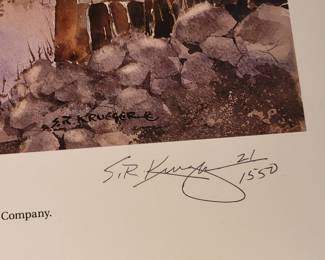 S.R. KRUEGER
S.R. Krueger 21/1550
Company.